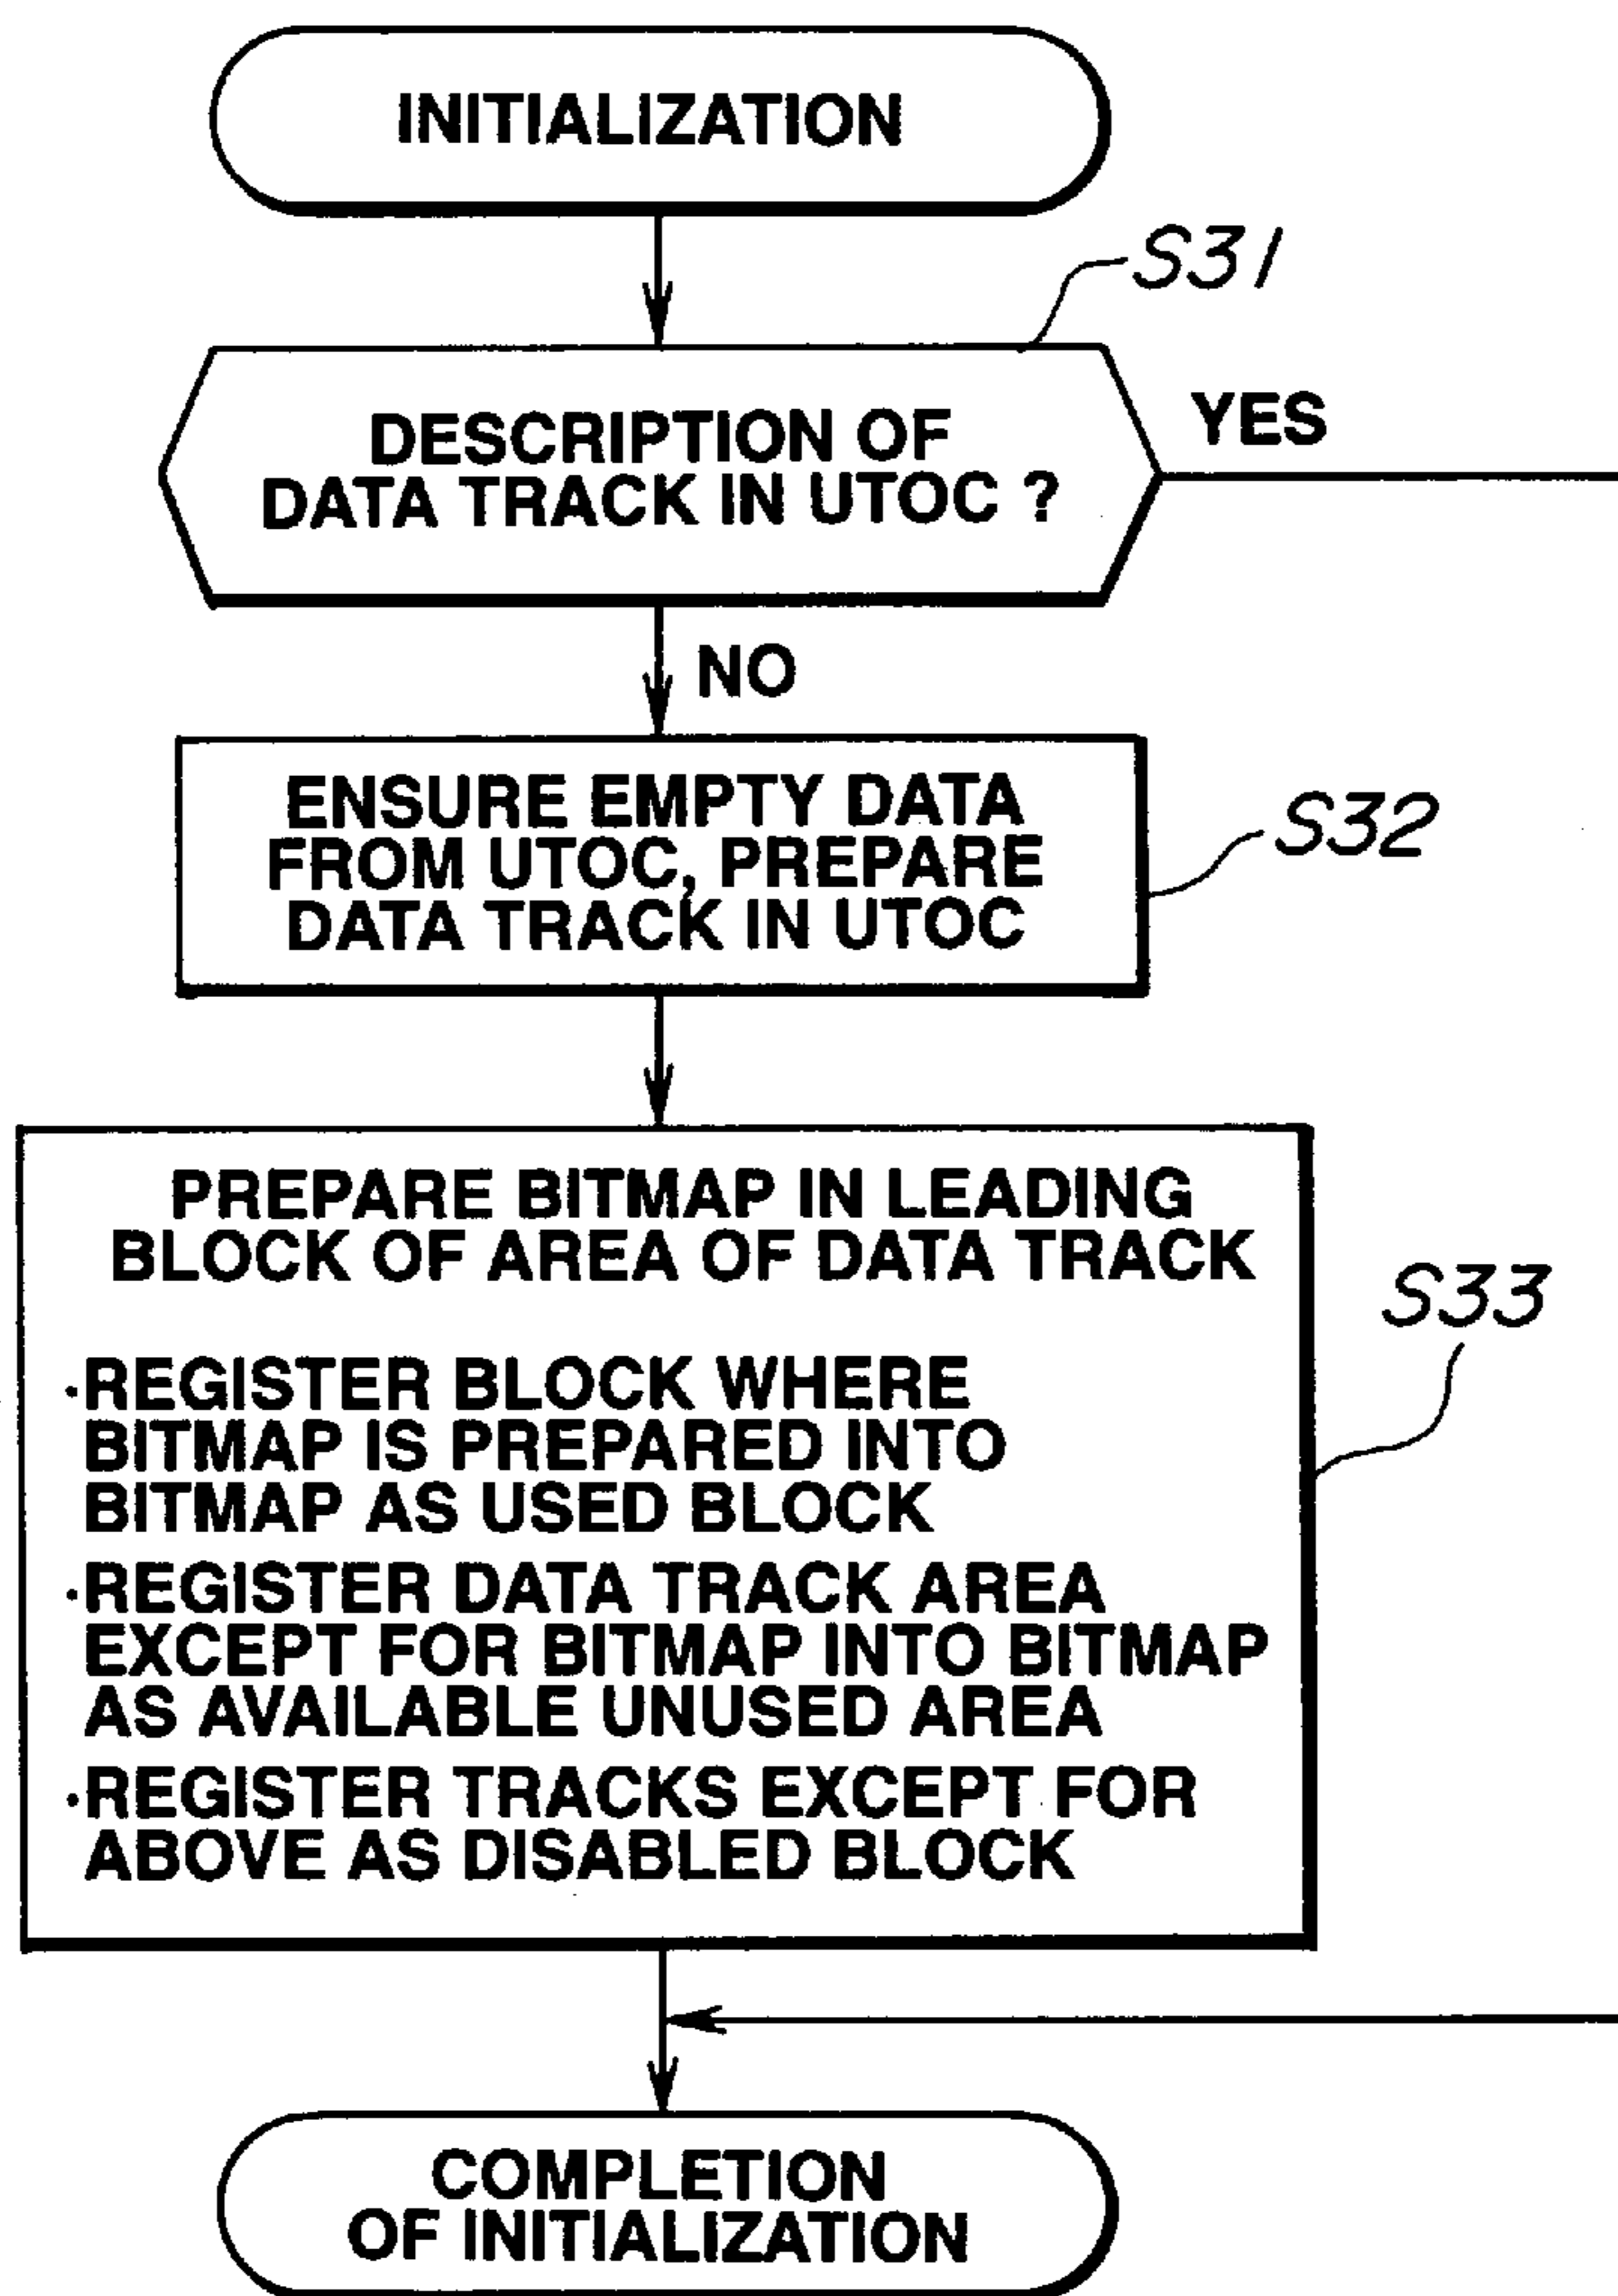 INITIALIZATION
S31
DESCRIPTION OF
DATA TRACK IN UTOC ?
YES
NO
ENSURE EMPTY DATA
FROM UTOC, PREPARE
DATA TRACK IN UTOC
S32
PREPARE BITMAP IN LEADING
BLOCK OF AREA OF DATA TRACK
S33
·REGISTER BLOCK WHERE
BITMAP IS PREPARED INTO
BITMAP AS USED BLOCK
·REGISTER DATA TRACK AREA
EXCEPT FOR BITMAP INTO BITMAP
AS AVAILABLE UNUSED AREA
·REGISTER TRACKS EXCEPT FOR
ABOVE AS DISABLED BLOCK
COMPLETION
OF INITIALIZATION